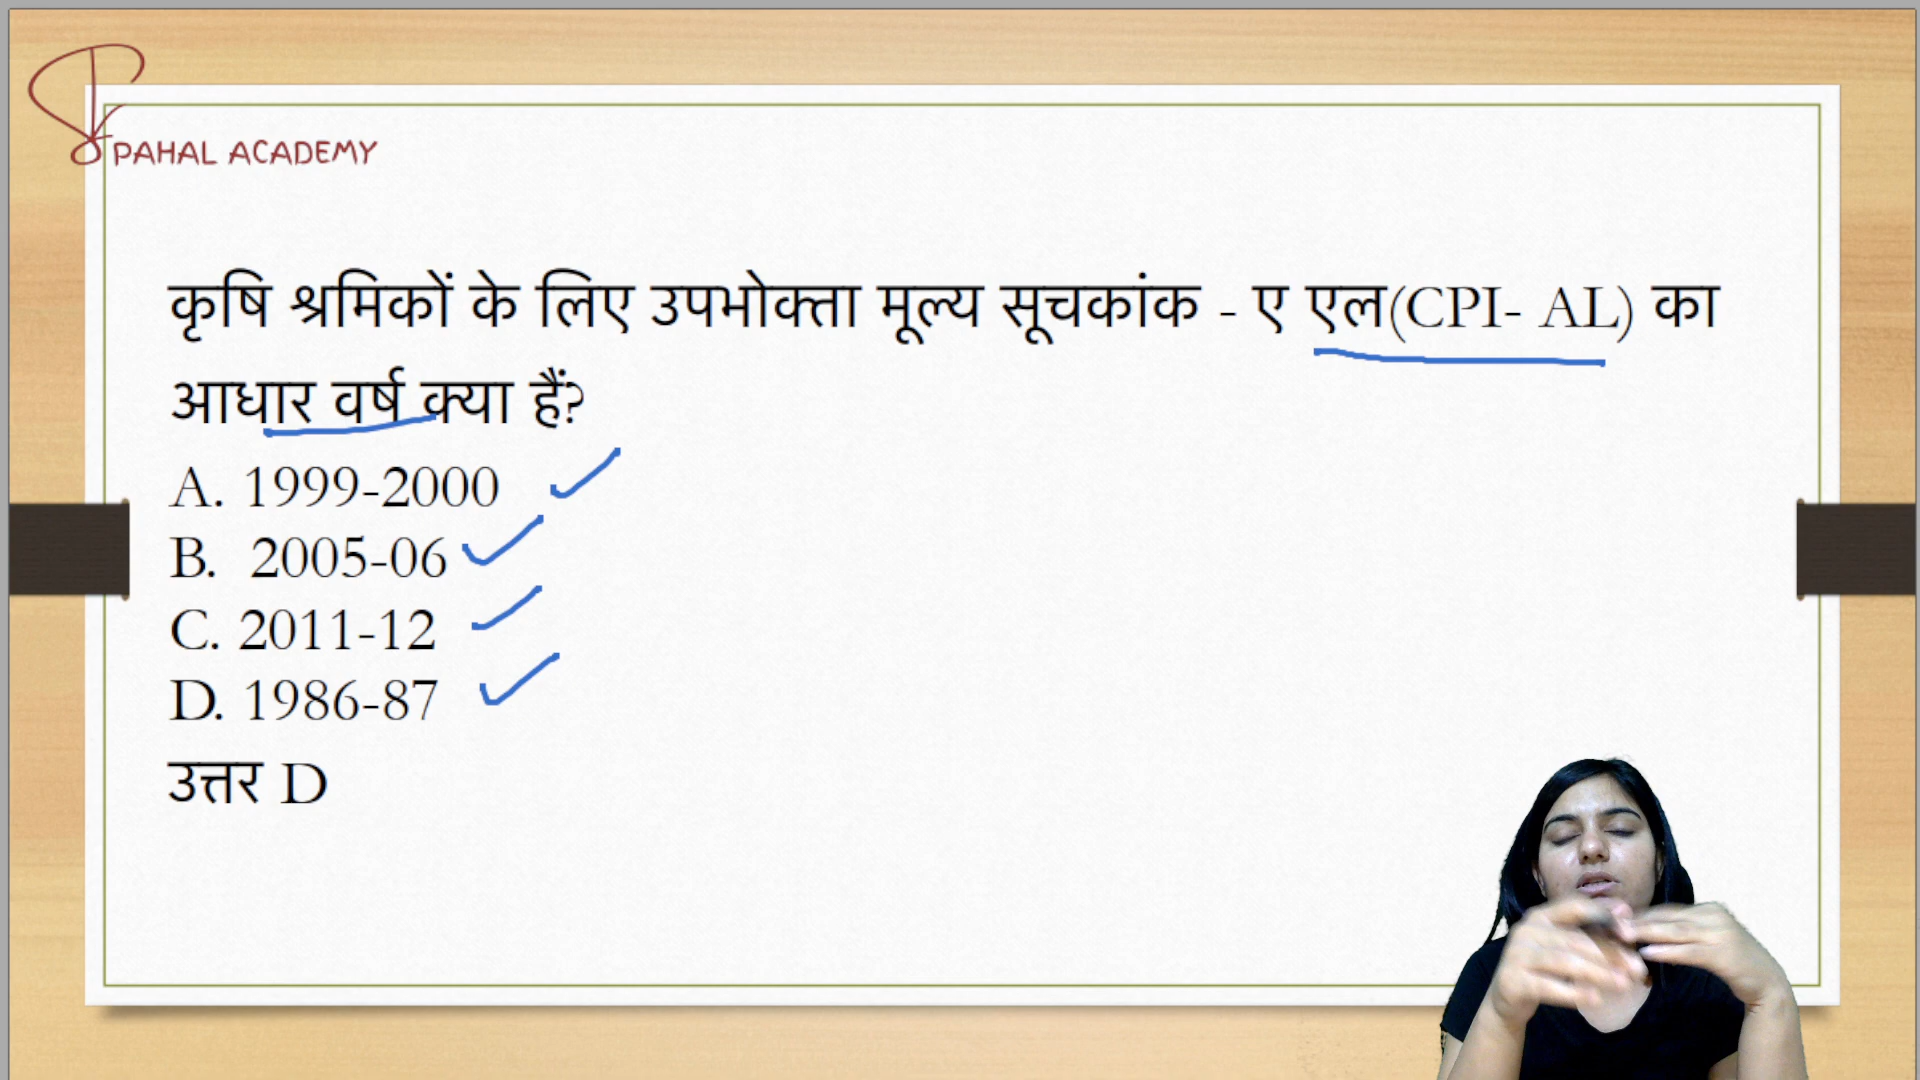 PAHAL ACADEMY
कृषि श्रमिकों के लिए उपभोक्ता मूल्य सूचकांक - ए एल(CPI- AL) का
आधार वर्ष क्या हैं?
A. 1999-2000
B. 2005-06
C. 2011-12
D. 1986-87
उत्तर D